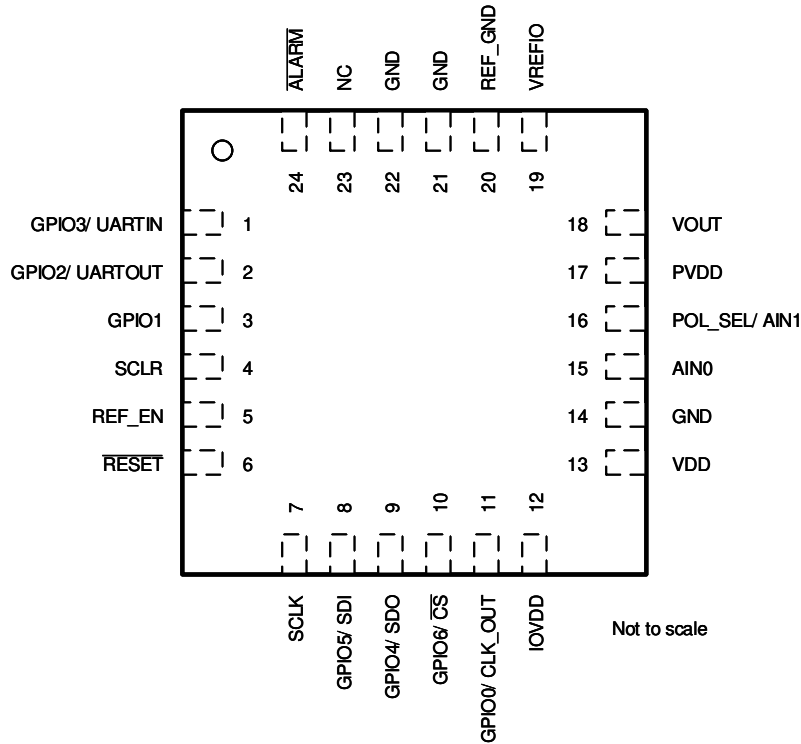 ALARM
NC
GND
GND
REF_GND
VREFIO
24
23
22
21
20
19
GPIO3/ UARTIN 1
GPIO2/ UARTOUT 2
GPIO1 3
SCLR 4
REF_EN 5
RESET 6
18 VOUT
17 PVDD
16 POL_SEL/ AIN1
15 AIN0
14 GND
13 VDD
7
8
9
10
11
12
SCLK
GPIO5/ SDI
GPIO4/ SDO
GPIO6/ CS
GPIO0/ CLK_OUT
IOVDD
Not to scale